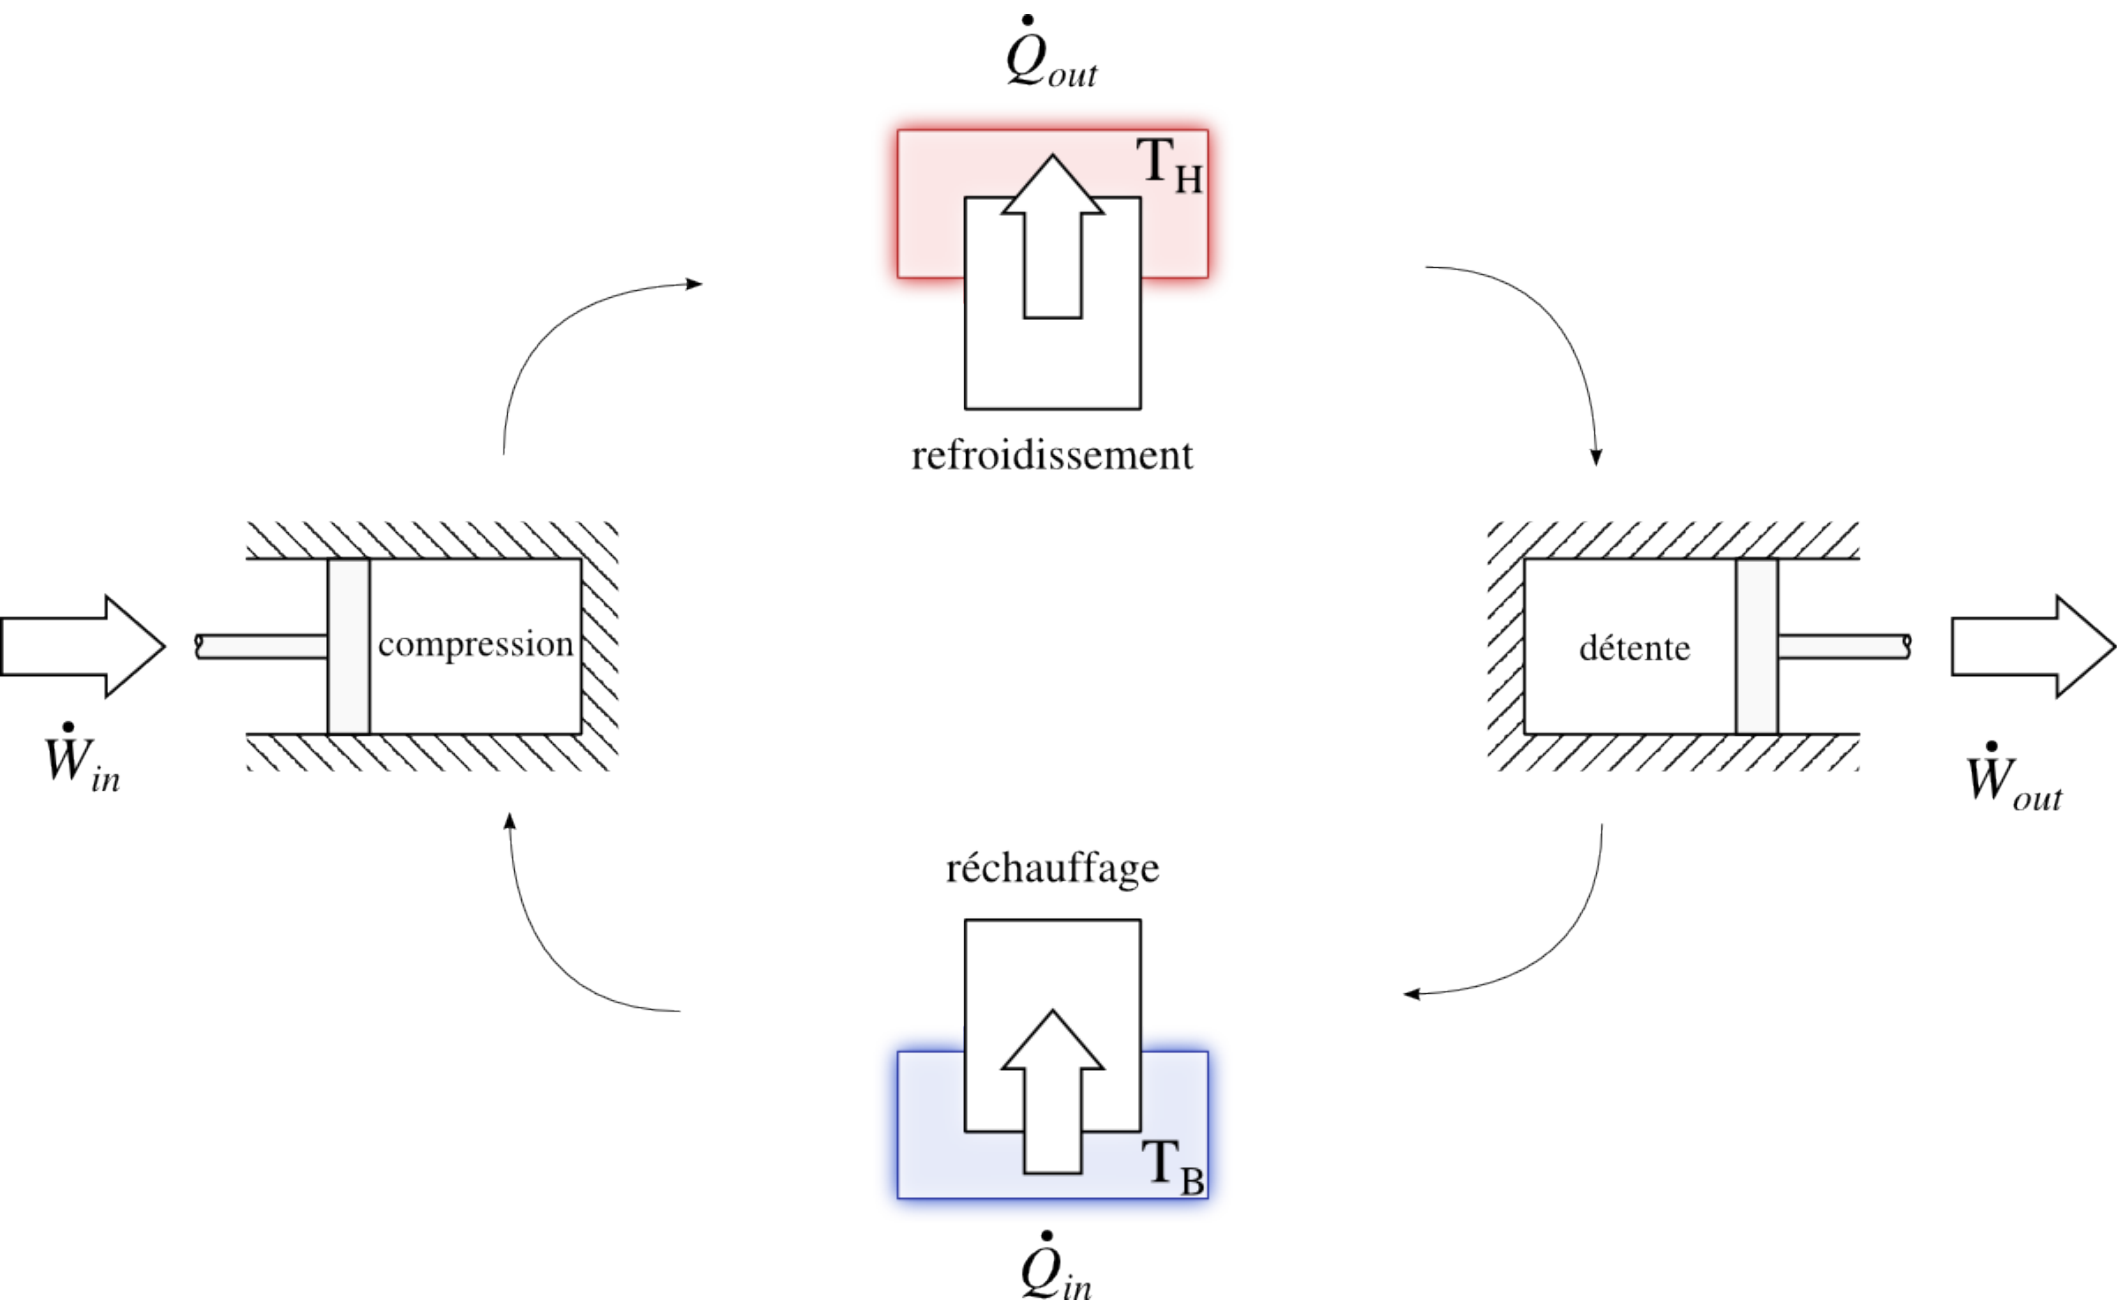 Q̇out
TH
refroidissement
compression
détente
Ẇin
Ẇout
réchauffage
TB
Q̇in